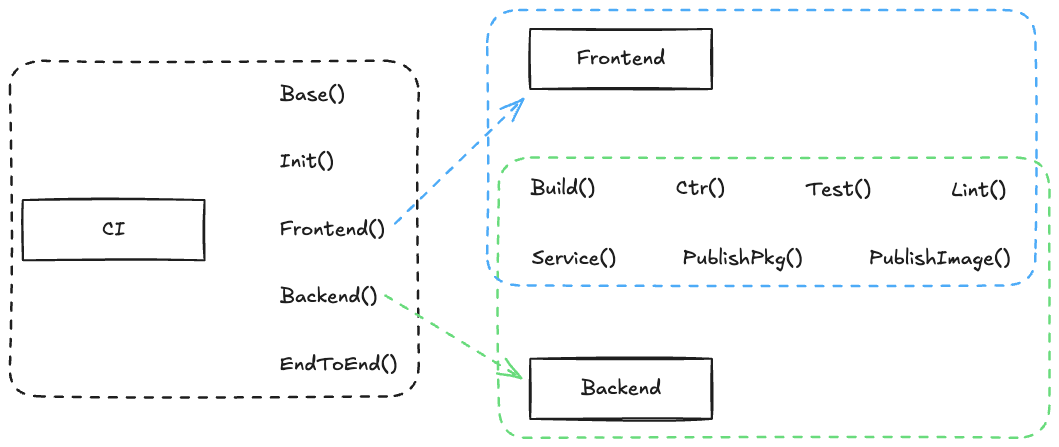 CI
Base()
Init()
Frontend()
Backend()
EndToEnd()
Frontend
Build() Ctr() Test() Lint()
Service() PublishPkg() PublishImage()
Backend